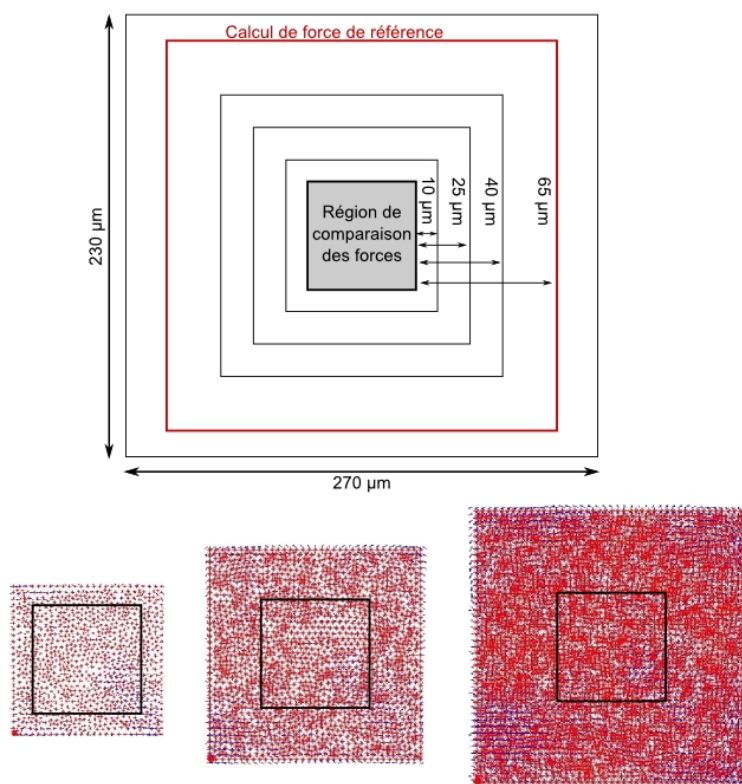 Calcul de force de référence
10 µm
25 µm
40 µm
65 µm
Région de
comparaison
des forces
230 µm
270 µm